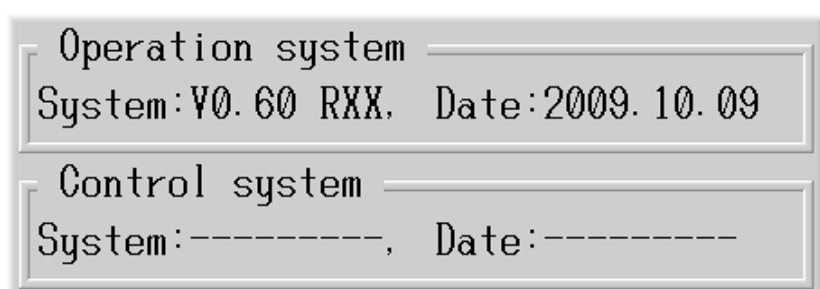 Operation system
System:V0.60 RXX, Date:2009.10.09
Control system
System:---------, Date:---------